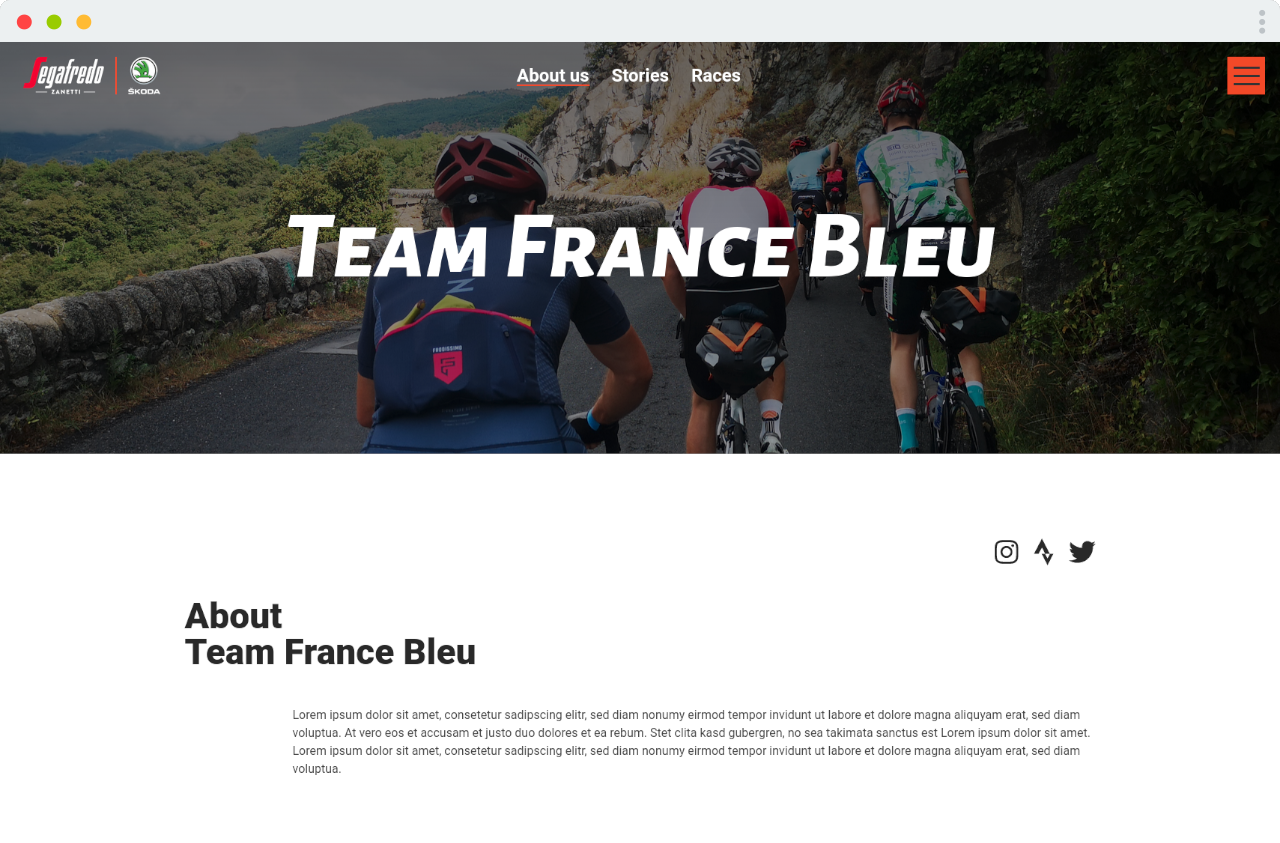 Segafredo
ZANETTI
ŠKODA
About us Stories Races
TEAM FRANCE BLEU
About
Team France Bleu
Lorem ipsum dolor sit amet, consetetur sadipscing elitr, sed diam nonumy eirmod tempor invidunt ut labore et dolore magna aliquyam erat, sed diam
voluptua. At vero eos et accusam et justo duo dolores et ea rebum. Stet clita kasd gubergren, no sea takimata sanctus est Lorem ipsum dolor sit amet.
Lorem ipsum dolor sit amet, consetetur sadipscing elitr, sed diam nonumy eirmod tempor invidunt ut labore et dolore magna aliquyam erat, sed diam
voluptua.